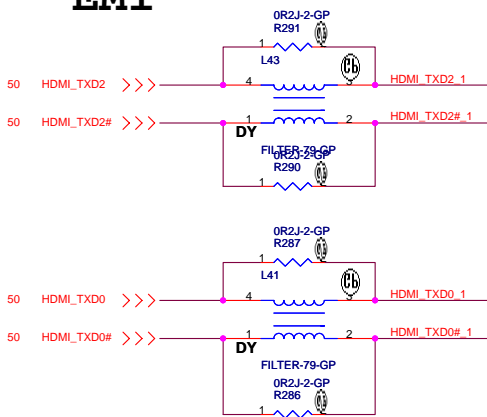 EMI
0R2J-2-GP
R291
1
L43
4
3
50 HDMI_TXD2
HDMI_TXD2_1
50 HDMI_TXD2#
1
2
HDMI_TXD2#_1
DY
FILTER-79-GP
0R2J-2-GP
R290
1
0R2J-2-GP
R287
1
L41
4
3
50 HDMI_TXD0
HDMI_TXD0_1
50 HDMI_TXD0#
1
2
HDMI_TXD0#_1
DY
FILTER-79-GP
0R2J-2-GP
R286
1